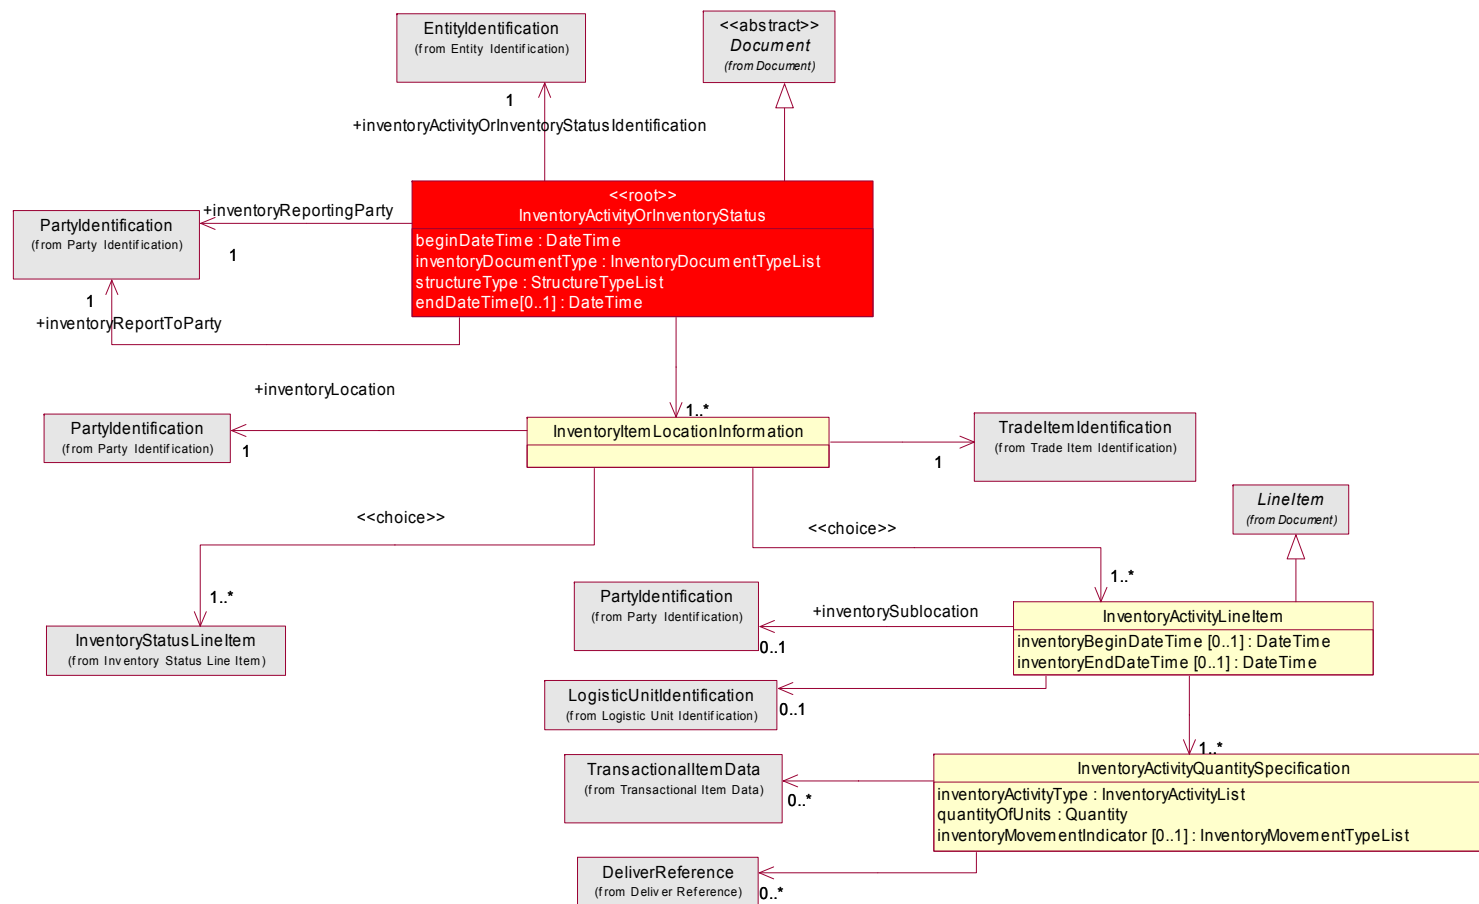 EntityIdentification
(from Entity Identification)
<<abstract>>
Document
(from Document)
1
+inventoryActivityOrInventoryStatusIdentification
<<root>>
InventoryActivityOrInventoryStatus
beginDateTime : DateTime
inventoryDocumentType : InventoryDocumentTypeList
structureType : StructureTypeList
endDateTime[0..1] : DateTime
+inventoryReportingParty
PartyIdentification
(from Party Identification)
1
1
+inventoryReportToParty
+inventoryLocation
1..*
PartyIdentification
(from Party Identification)
1
InventoryItemLocationInformation
TradeItemIdentification
(from Trade Item Identification)
1
<<choice>>
<<choice>>
LineItem
(from Document)
1..*
1..*
InventoryStatusLineItem
(from Inventory Status Line Item)
PartyIdentification
(from Party Identification)
+inventorySublocation
0..1
InventoryActivityLineItem
inventoryBeginDateTime [0..1] : DateTime
inventoryEndDateTime [0..1] : DateTime
LogisticUnitIdentification
(from Logistic Unit Identification)
0..1
1..*
TransactionalItemData
(from Transactional Item Data)
0..*
InventoryActivityQuantitySpecification
inventoryActivityType : InventoryActivityList
quantityOfUnits : Quantity
inventoryMovementIndicator [0..1] : InventoryMovementTypeList
DeliverReference
(from Deliver Reference)
0..*